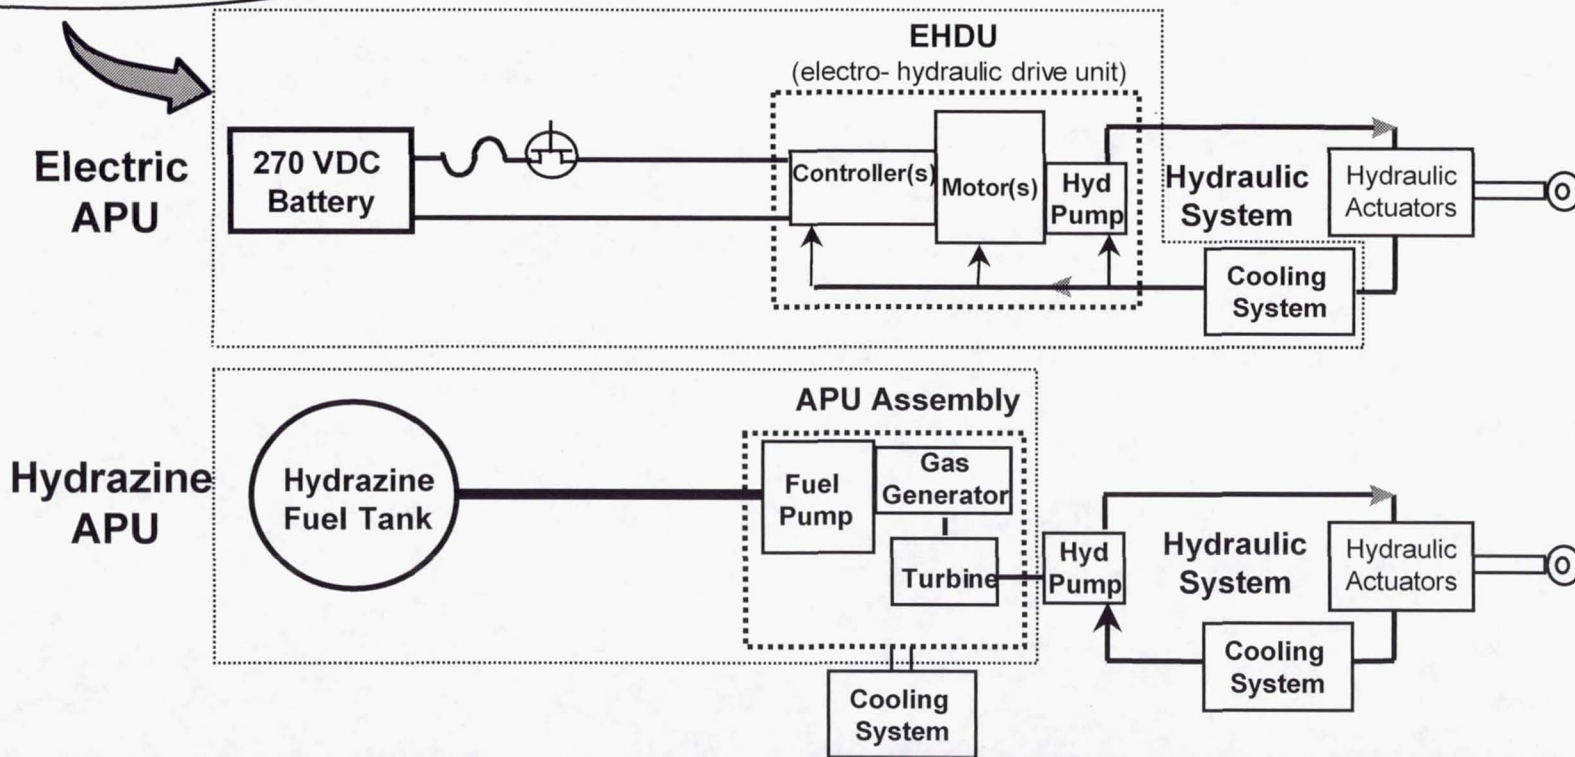 EHDU
(electro- hydraulic drive unit)
Electric
APU
270 VDC
Battery
Controller(s)
Motor(s)
Hyd
Pump
Hydraulic
System
Hydraulic
Actuators
Cooling
System
APU Assembly
Hydrazine
APU
Hydrazine
Fuel Tank
Fuel
Pump
Gas
Generator
Turbine
Hyd
Pump
Hydraulic
System
Hydraulic
Actuators
Cooling
System
Cooling
System